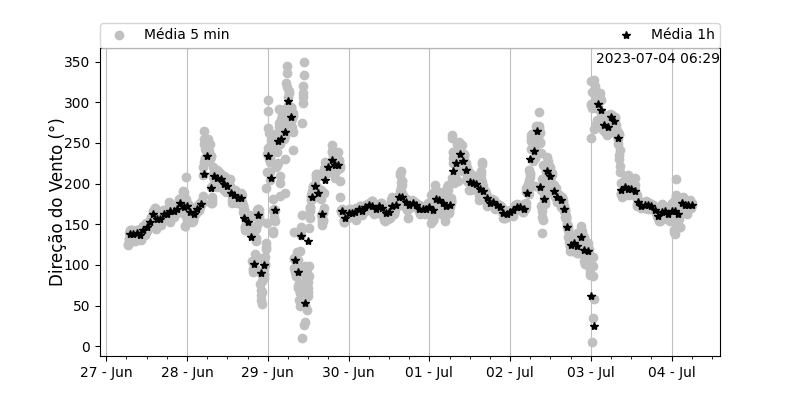 Média 5 min
Média 1h
2023-07-04 06:29
Direção do Vento (°)
350
300
250
200
150
100
50
0
27 - Jun
28 - Jun
29 - Jun
30 - Jun
01 - Jul
02 - Jul
03 - Jul
04 - Jul